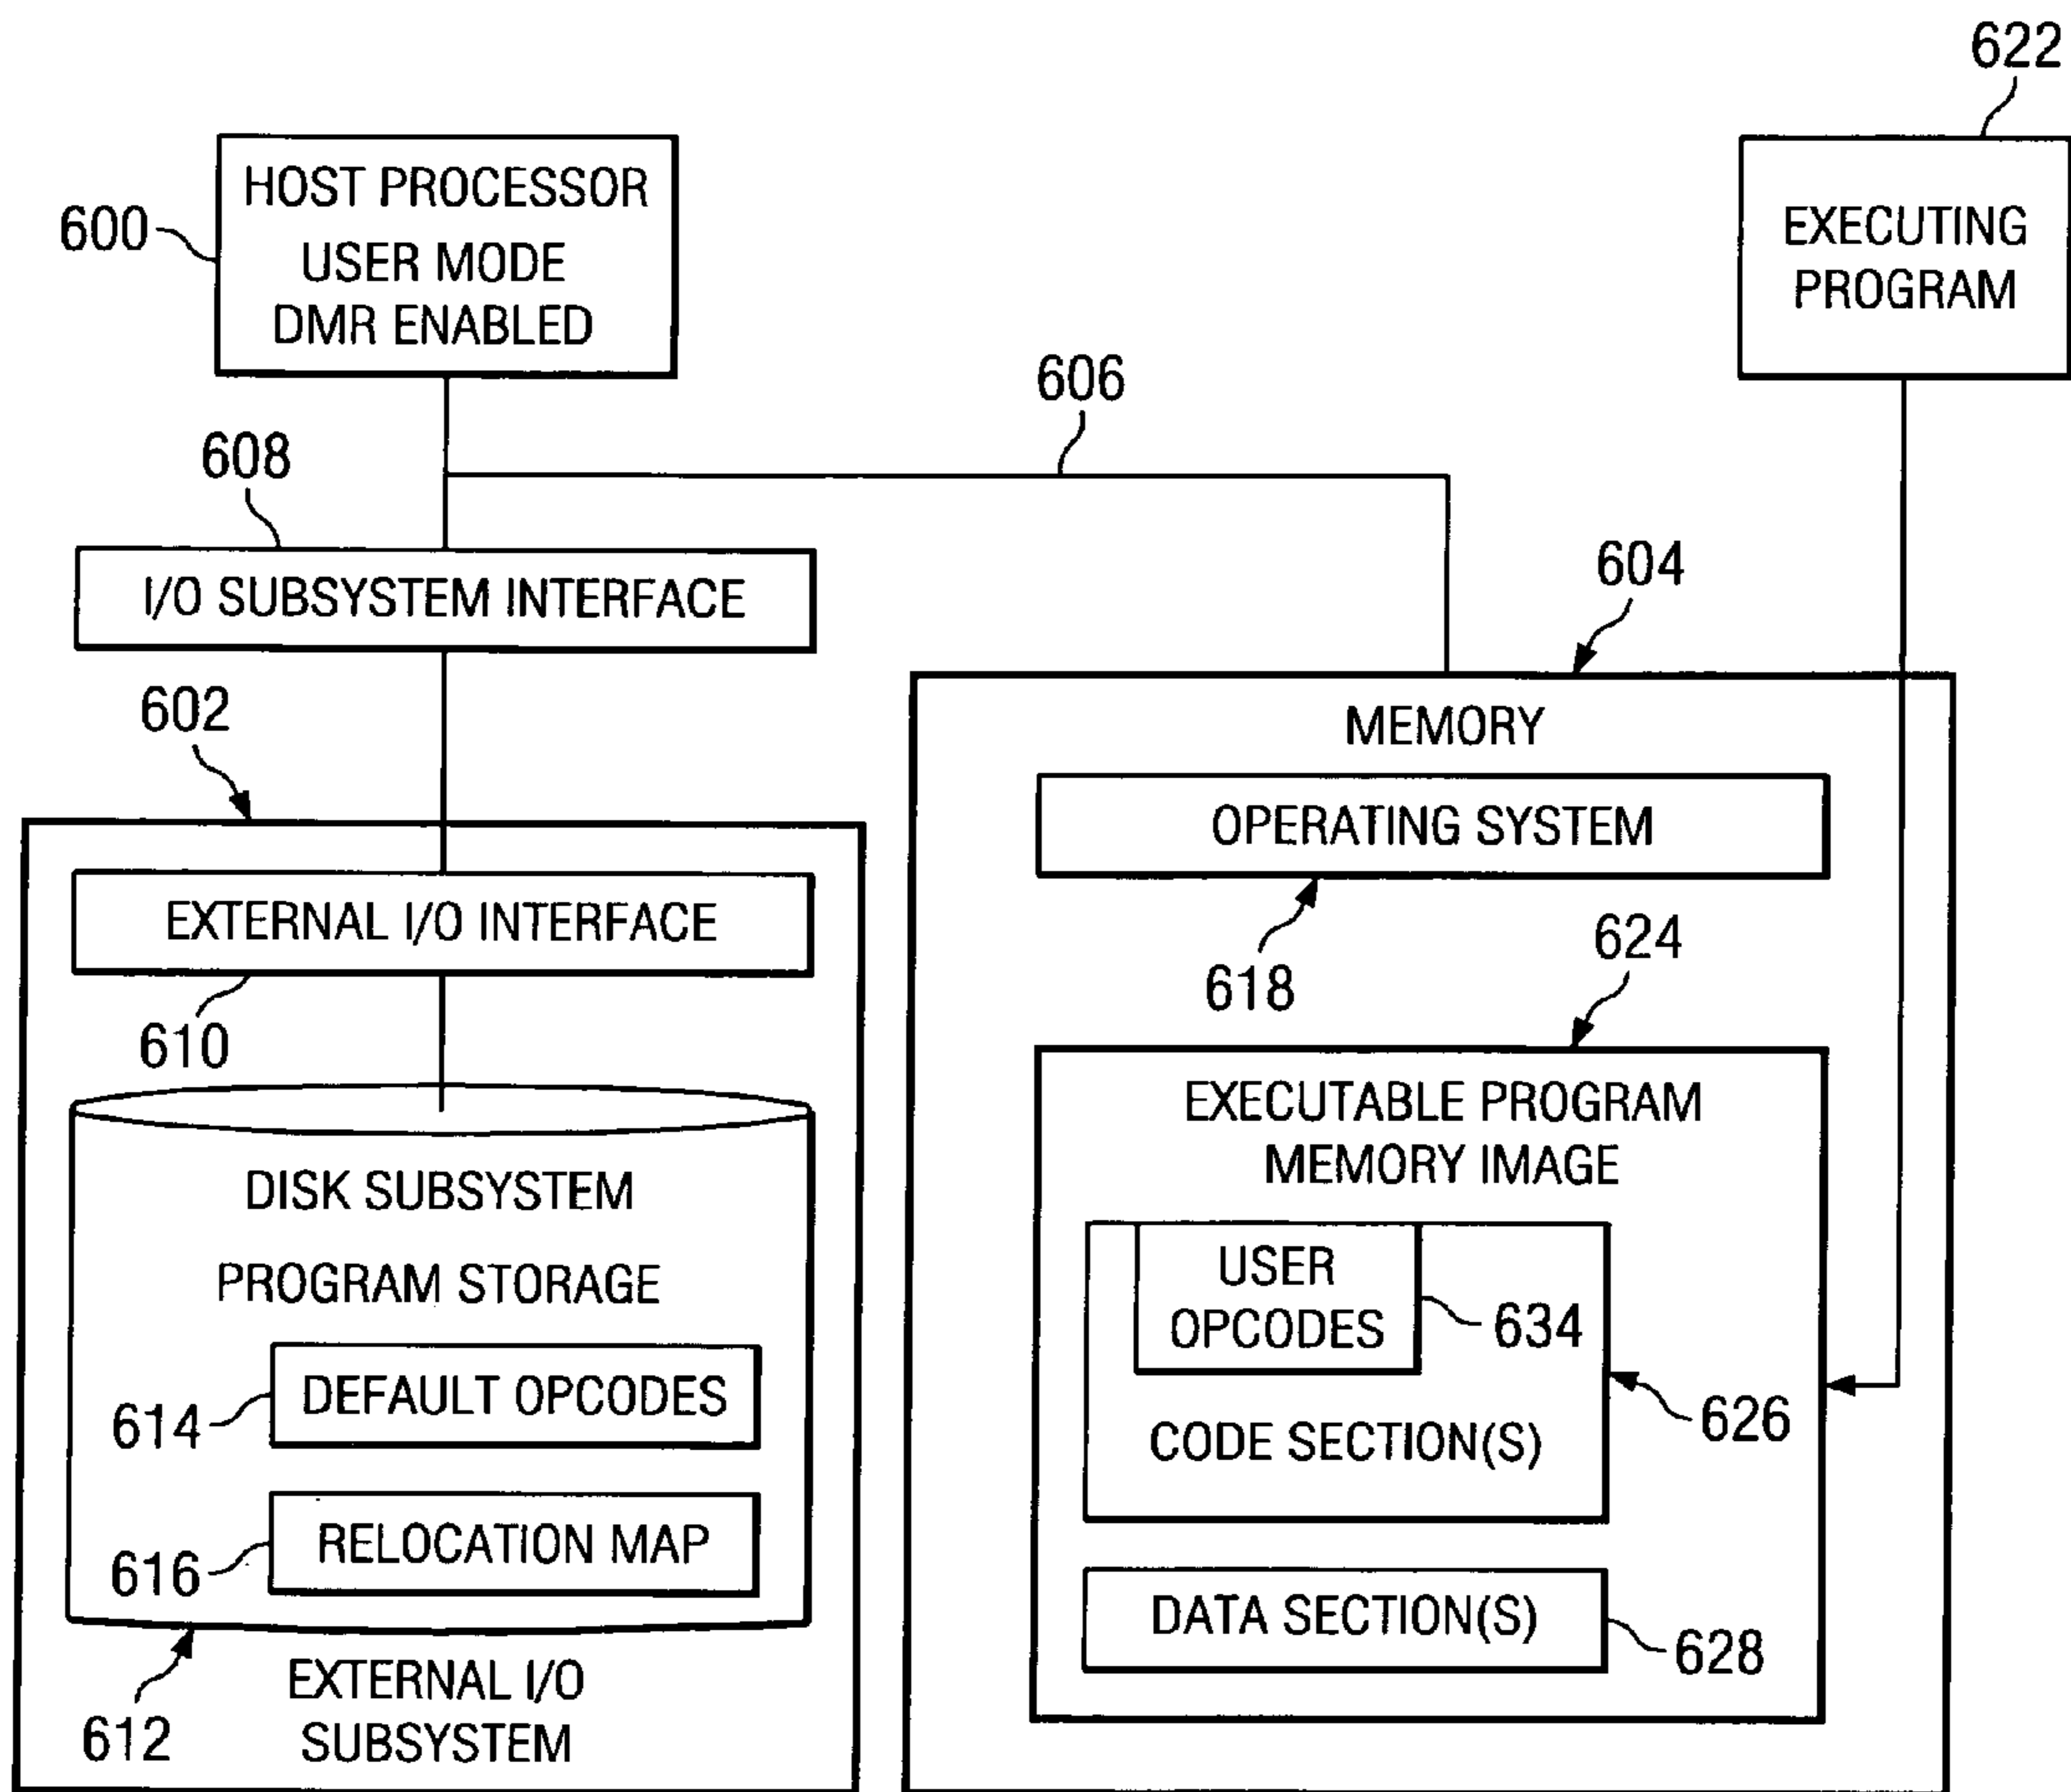 622
HOST PROCESSOR
USER MODE
DMR ENABLED
600
EXECUTING
PROGRAM
606
608
I/O SUBSYSTEM INTERFACE
604
602
MEMORY
OPERATING SYSTEM
618
EXTERNAL I/O INTERFACE
610
624
EXECUTABLE PROGRAM
MEMORY IMAGE
DISK SUBSYSTEM
PROGRAM STORAGE
USER
OPCODES
634
DEFAULT OPCODES
614
626
CODE SECTION(S)
RELOCATION MAP
616
DATA SECTION(S)
628
EXTERNAL I/O
SUBSYSTEM
612